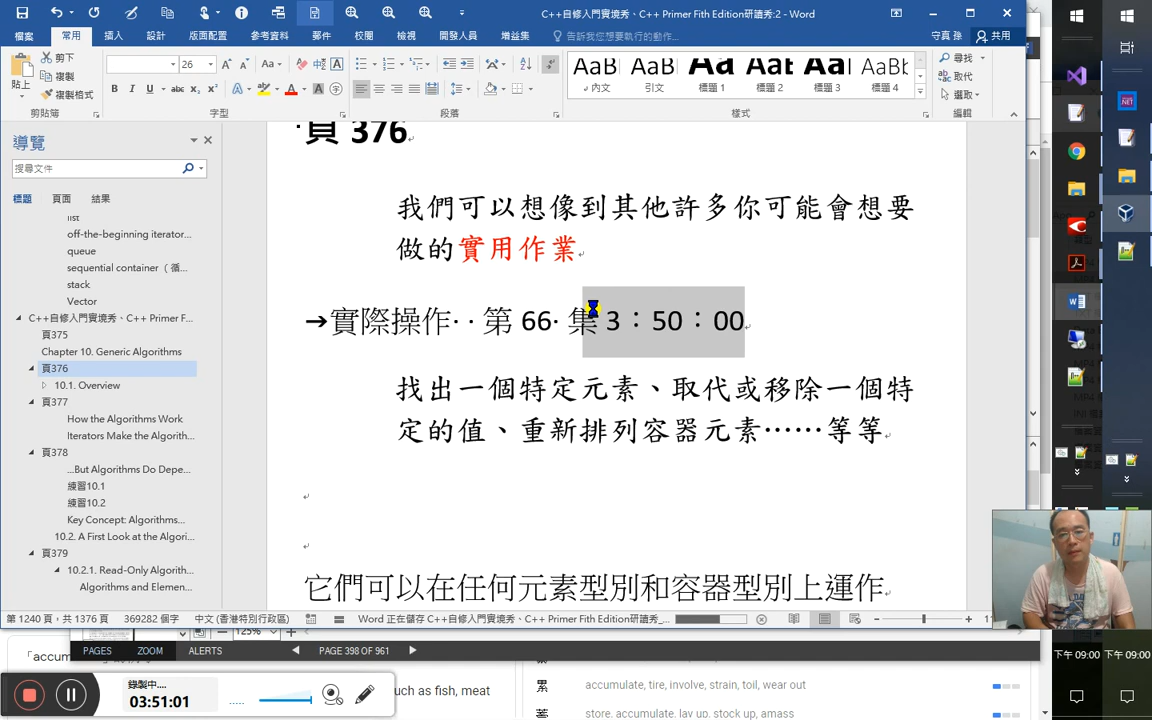 C++自修入門實境秀、C++ Primer Fith Edition研讀秀:2 - Word
檔案 常用 插入 設計 版面配置 參考資料 郵件 校閱 檢視 開發人員 增益集 告訴我您想要執行的動作... 守真 孫 共用
貼上 剪下 複製 複製格式 剪貼簿
26 字型 段落
AaB AaB Aa AaB AaI AaBb
內文 引文 標題 1 標題 2 標題 3 標題 4 樣式
尋找 取代 選取 編輯
導覽
搜尋文件
標題 頁面 結果
list
off-the-beginning iterator...
queue
sequential container（ 循...
stack
Vector
C++自修入門實境秀、C++ Primer F...
頁375
Chapter 10. Generic Algorithms
頁376
10.1. Overview
頁377
How the Algorithms Work
Iterators Make the Algorith...
頁378
...But Algorithms Do Depe...
練習10.1
練習10.2
Key Concept: Algorithms...
10.2. A First Look at the Algori...
頁379
10.2.1. Read-Only Algorith...
Algorithms and Elemen...
頁 376
我們可以想像到其他許多你可能會想要
做的實用作業
→實際操作‧‧第 66‧集 3：50：00
找出一個特定元素、取代或移除一個特
定的值、重新排列容器元素⋯⋯等等
它們可以在任何元素型別和容器型別上運作
第 1240 頁，共 1376 頁 369282 個字 中文 (香港特別行政區) Word 正在儲存 C++自修入門實境秀、C++ Primer Fifth Edition研讀秀_...
125%
PAGES ZOOM ALERTS PAGE 398 OF 961
「accum
錄製中....
03:51:01
uch as fish, meat
累 accumulate, tire, involve, strain, toil, wear out
蓄 store, accumulate, lay up, stock up, amass
下午 09:00 下午 09:00